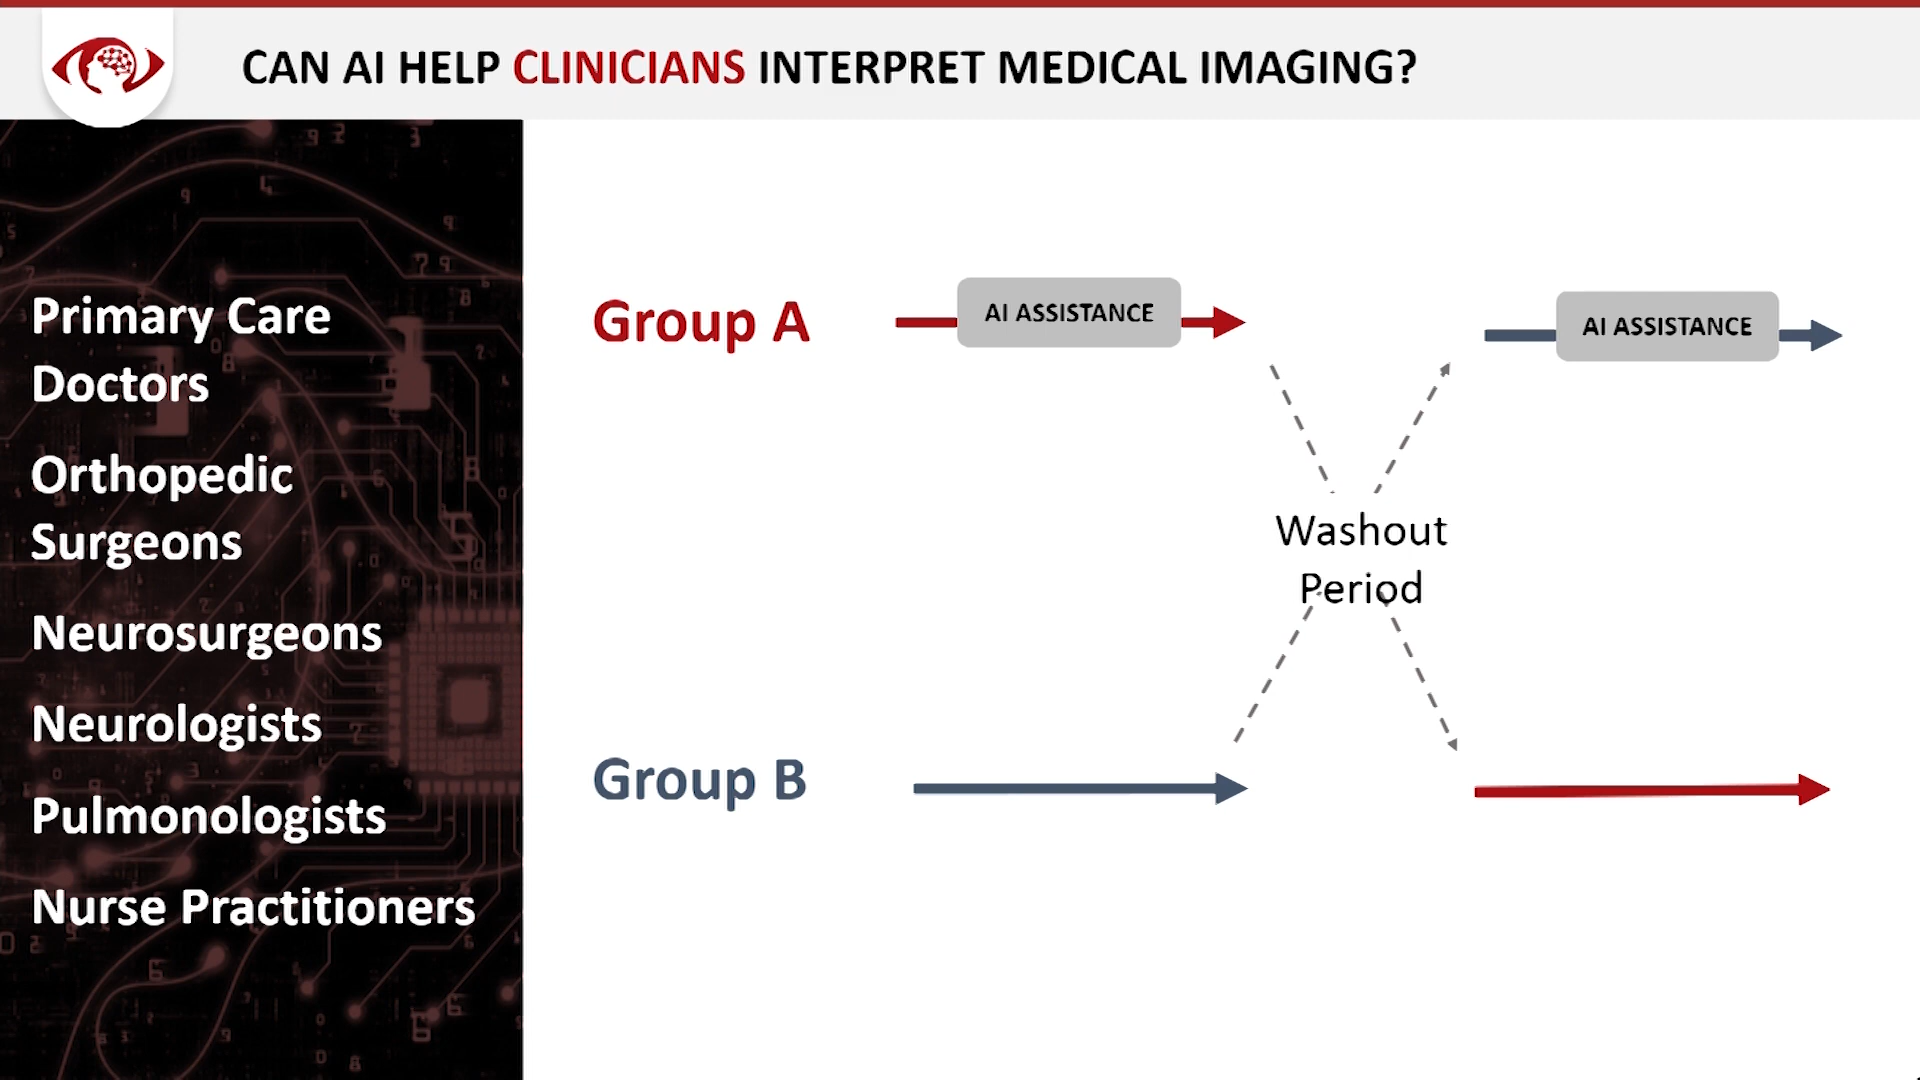 CAN AI HELP CLINICIANS INTERPRET MEDICAL IMAGING?
Primary Care
Doctors
Orthopedic
Surgeons
Neurosurgeons
Neurologists
Pulmonologists
Nurse Practitioners
Group A
AI ASSISTANCE
AI ASSISTANCE
Washout
Period
Group B